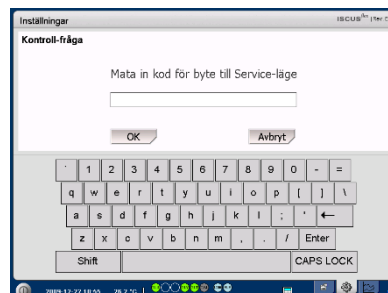 Inställningar
Kontroll-fråga
Mata in kod för byte till Service-läge
OK Avbryt
1 2 3 4 5 6 7 8 9 0 - =
q w e r t y u i o p [ ] \
a s d f g h j k l ; ' ←
z x c v b n m , . / Enter
Shift CAPS LOCK